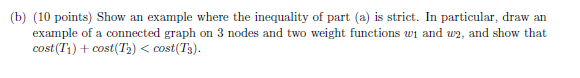 (b) (10 points) Show an example where the inequality of part (a) is strict. In particular, draw an
example of a connected graph on 3 nodes and two weight functions w₁ and w₂, and show that
cost(T₁) + cost(T₂) < cost(T₃).